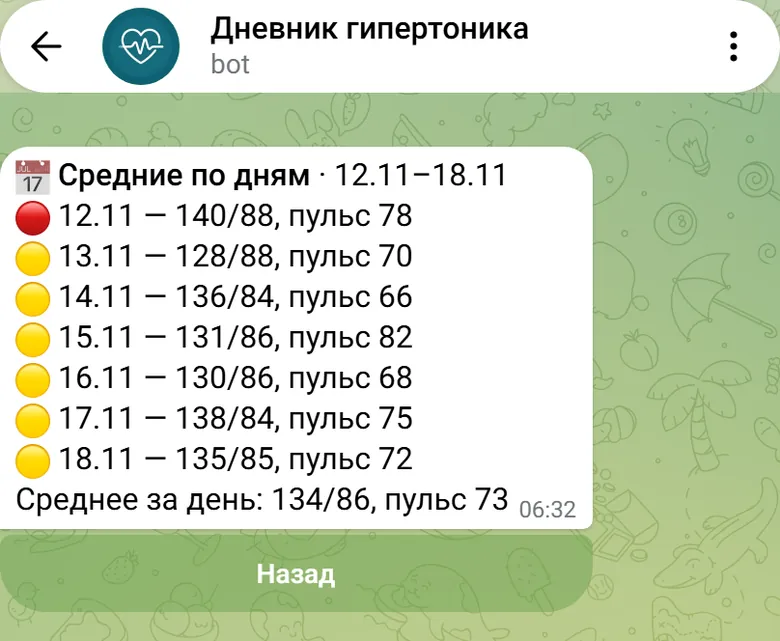 Дневник гипертоника
bot
JUL 17 Средние по дням · 12.11–18.11
12.11 — 140/88, пульс 78
13.11 — 128/88, пульс 70
14.11 — 136/84, пульс 66
15.11 — 131/86, пульс 82
16.11 — 130/86, пульс 68
17.11 — 138/84, пульс 75
18.11 — 135/85, пульс 72
Среднее за день: 134/86, пульс 73 06:32
Назад